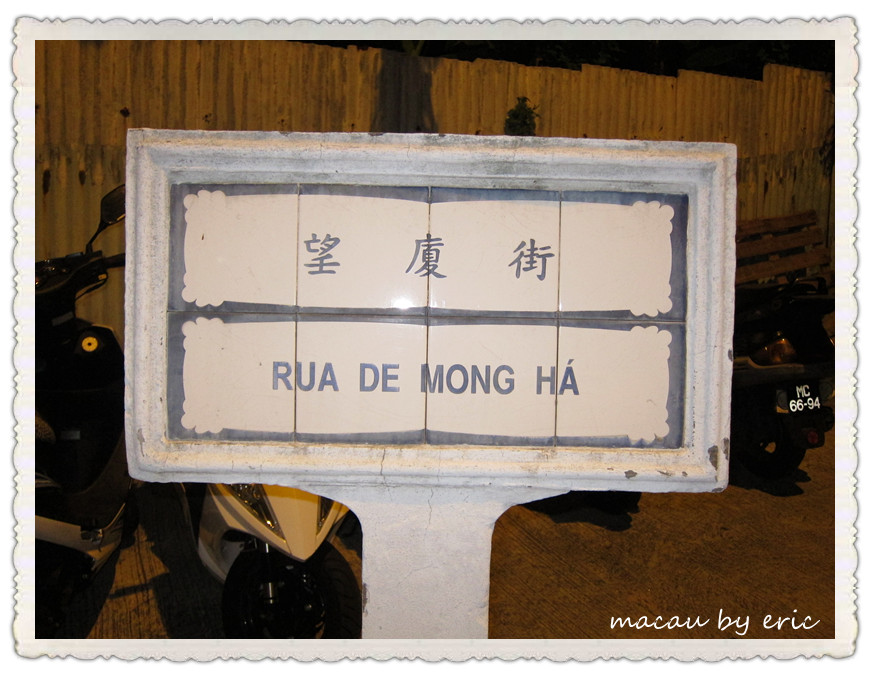 望廈街
RUA DE MONG HÁ
MC
66-94
macau by eric